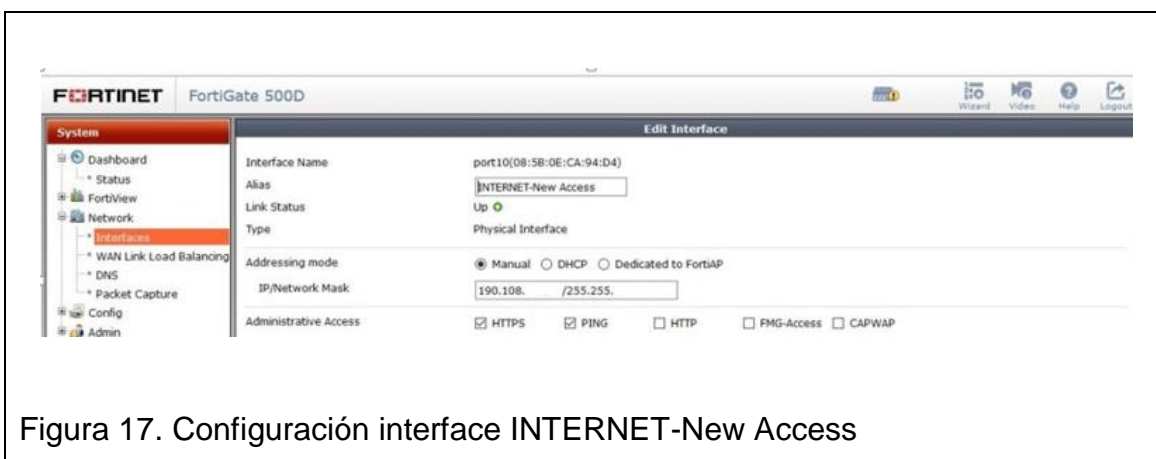 FORTINET FortiGate 500D
Wizard Video Help Logout
System
Edit Interface
Dashboard
* Status
FortiView
Network
* Interfaces
* WAN Link Load Balancing
* DNS
* Packet Capture
Config
Admin
Interface Name port10(08:5B:0E:CA:94:D4)
Alias INTERNET-New Access
Link Status Up
Type Physical Interface
Addressing mode Manual DHCP Dedicated to FortiAP
IP/Network Mask 190.108. /255.255.
Administrative Access HTTPS PING HTTP FMG-Access CAPWAP
Figura 17. Configuración interface INTERNET-New Access